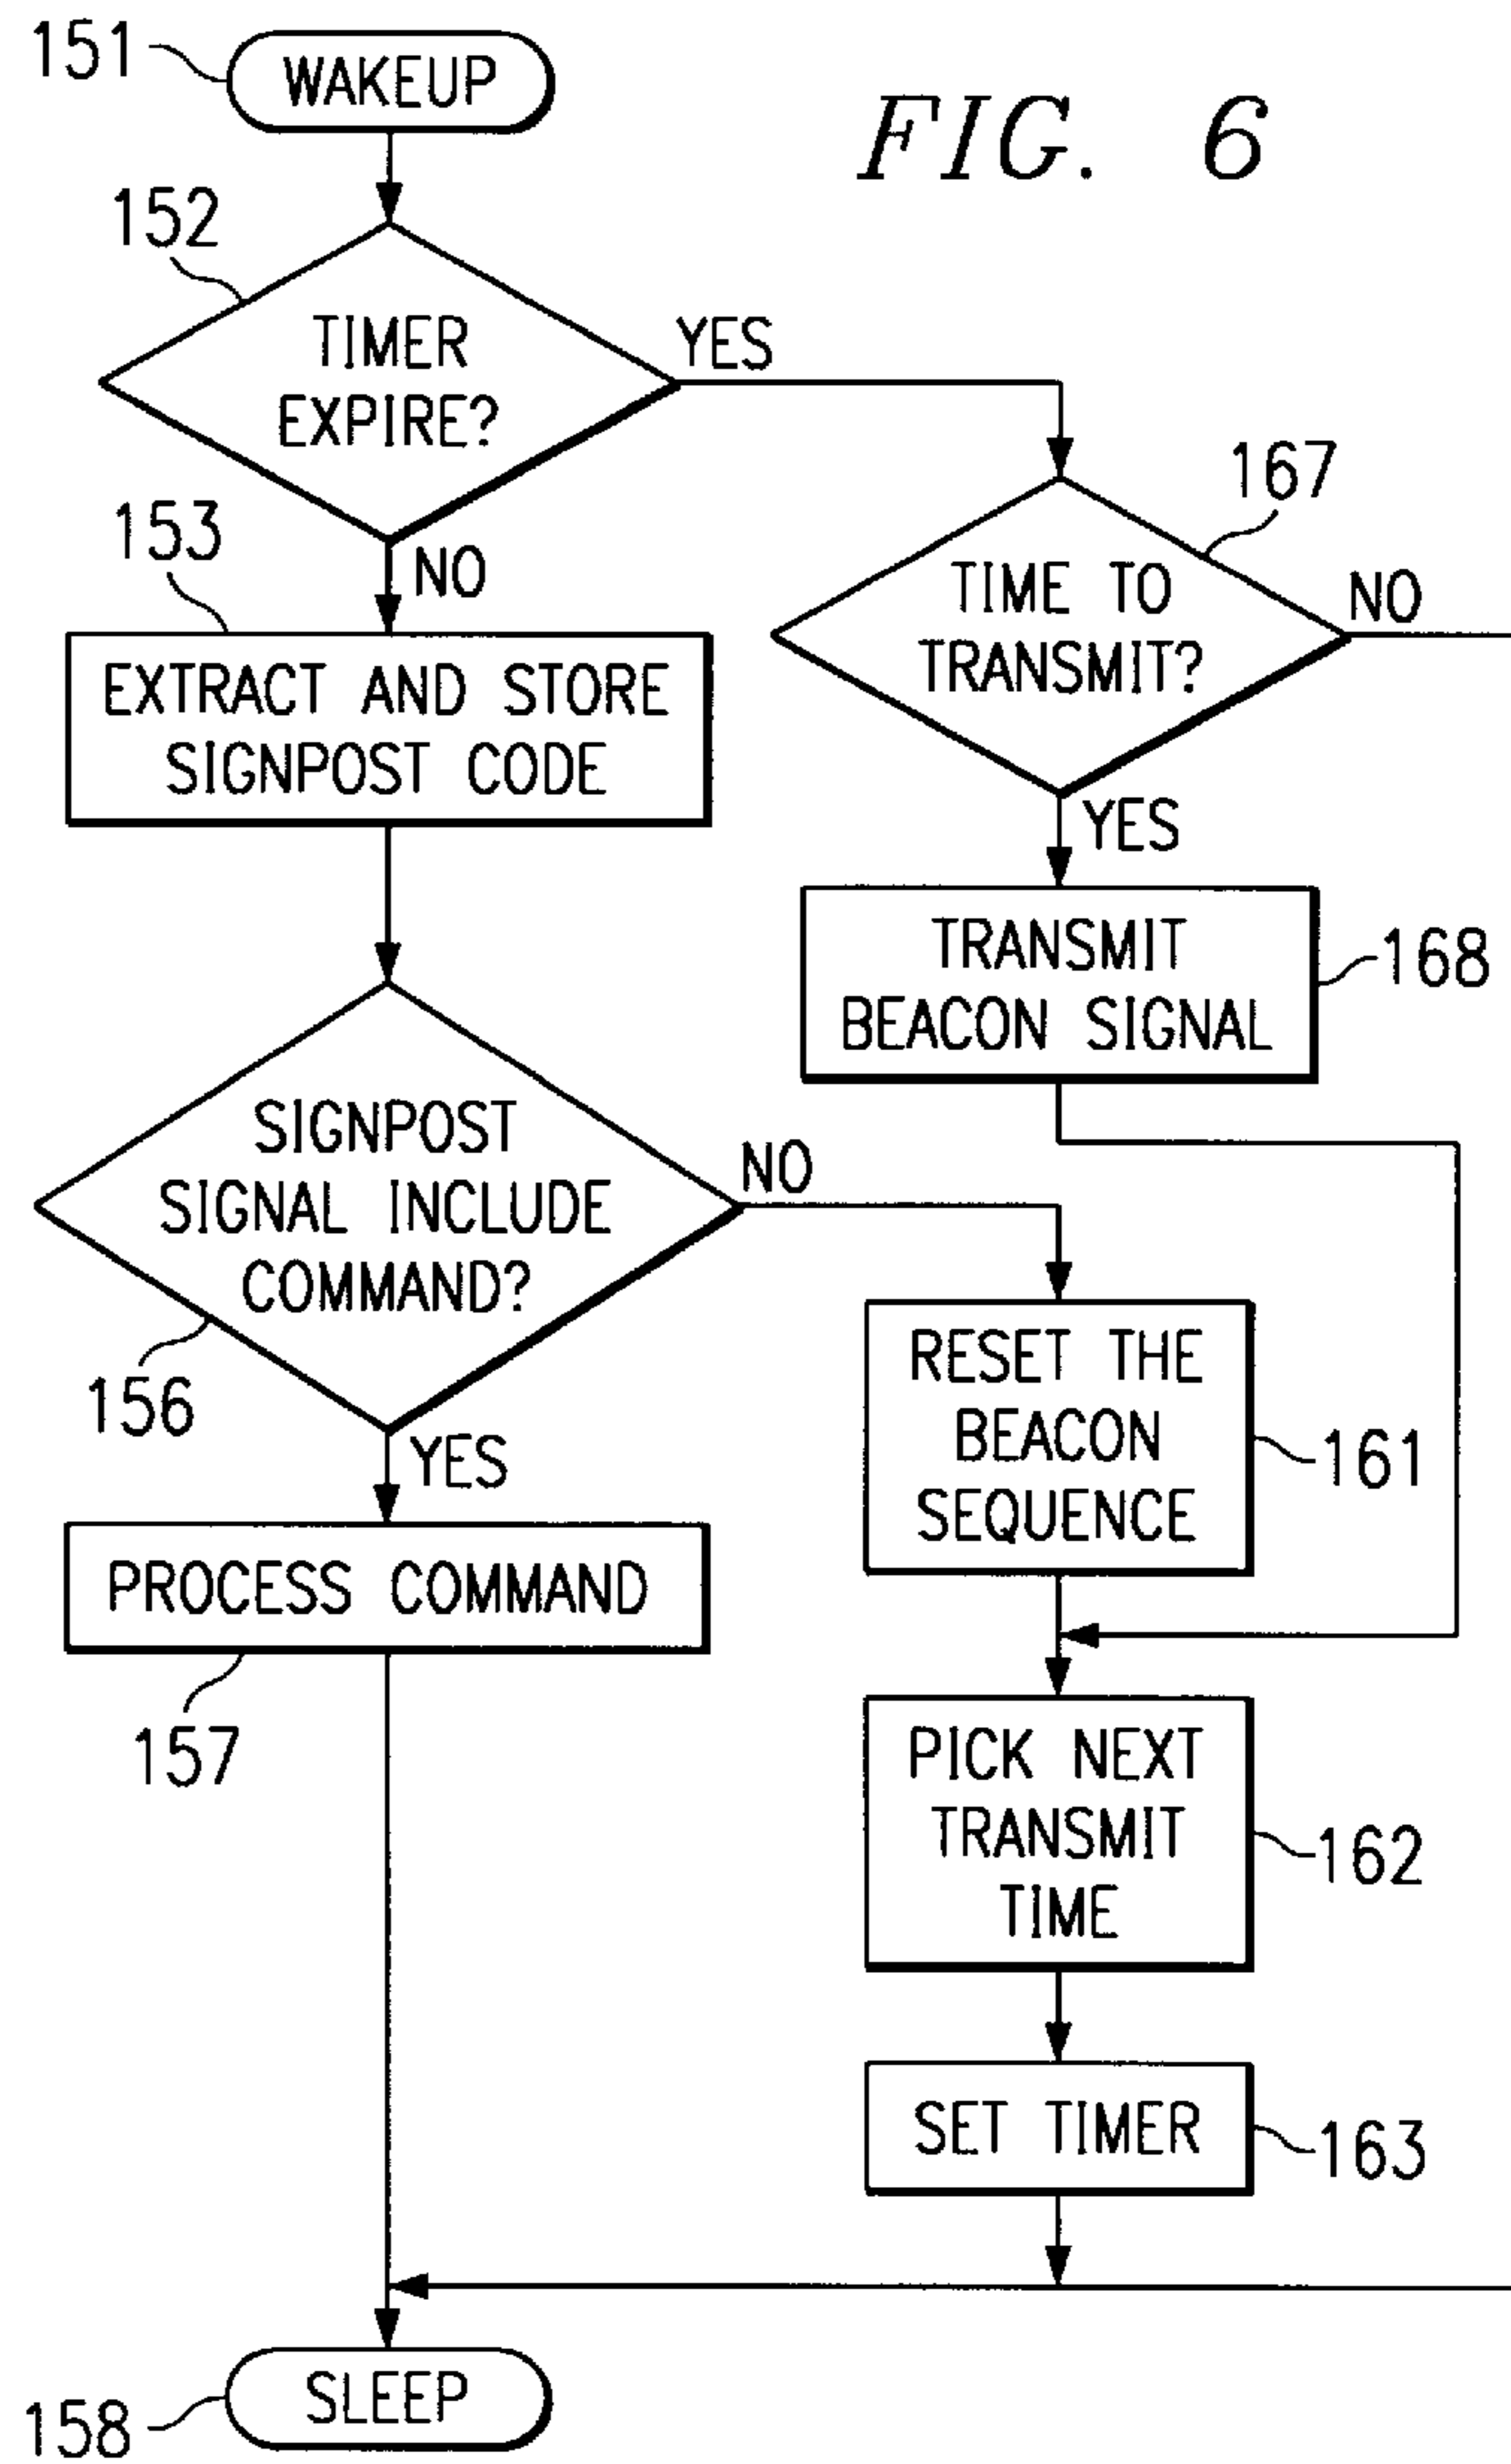 151
WAKEUP
FIG. 6
152
TIMER
EXPIRE?
YES
NO
153
EXTRACT AND STORE
SIGNPOST CODE
167
TIME TO
TRANSMIT?
NO
YES
TRANSMIT
BEACON SIGNAL
168
SIGNPOST
SIGNAL INCLUDE
COMMAND?
NO
156
YES
RESET THE
BEACON
SEQUENCE
161
PROCESS COMMAND
157
PICK NEXT
TRANSMIT
TIME
162
SET TIMER
163
SLEEP
158